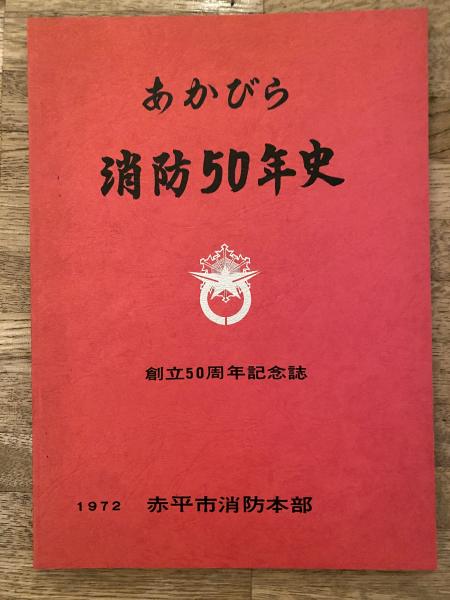 あかびら
消防50年史
創立50周年記念誌
1972 赤平市消防本部